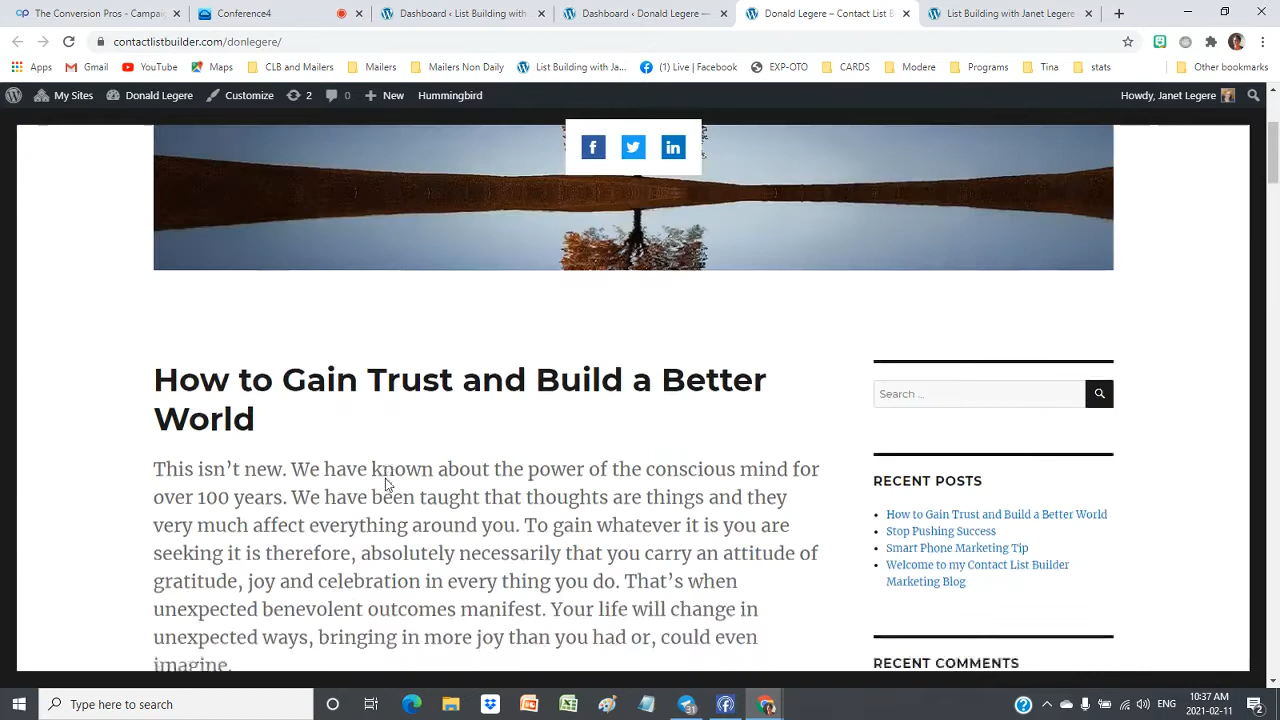 The Conversion Pros - Campaigns
Conference4
Dashboard ‹ List Building with
Dashboard ‹ Donald Legere —
Donald Legere – Contact List B
List Building with Janet Legere
contactlistbuilder.com/donlegere/
Apps
Gmail
YouTube
Maps
CLB and Mailers
Mailers
Mailers Non Daily
List Building with Ja...
(1) Live | Facebook
EXP-OTO
CARDS
Modere
Programs
Tina
stats
Other bookmarks
My Sites
Donald Legere
Customize
2
0
New
Hummingbird
Howdy, Janet Legere
How to Gain Trust and Build a Better
World
This isn't new. We have known about the power of the conscious mind for
over 100 years. We have been taught that thoughts are things and they
very much affect everything around you. To gain whatever it is you are
seeking it is therefore, absolutely necessarily that you carry an attitude of
gratitude, joy and celebration in every thing you do. That's when
unexpected benevolent outcomes manifest. Your life will change in
unexpected ways, bringing in more joy than you had or, could even
imagine.
Search ...
RECENT POSTS
How to Gain Trust and Build a Better World
Stop Pushing Success
Smart Phone Marketing Tip
Welcome to my Contact List Builder
Marketing Blog
RECENT COMMENTS
Type here to search
31
ENG
10:37 AM
2021-02-11
2